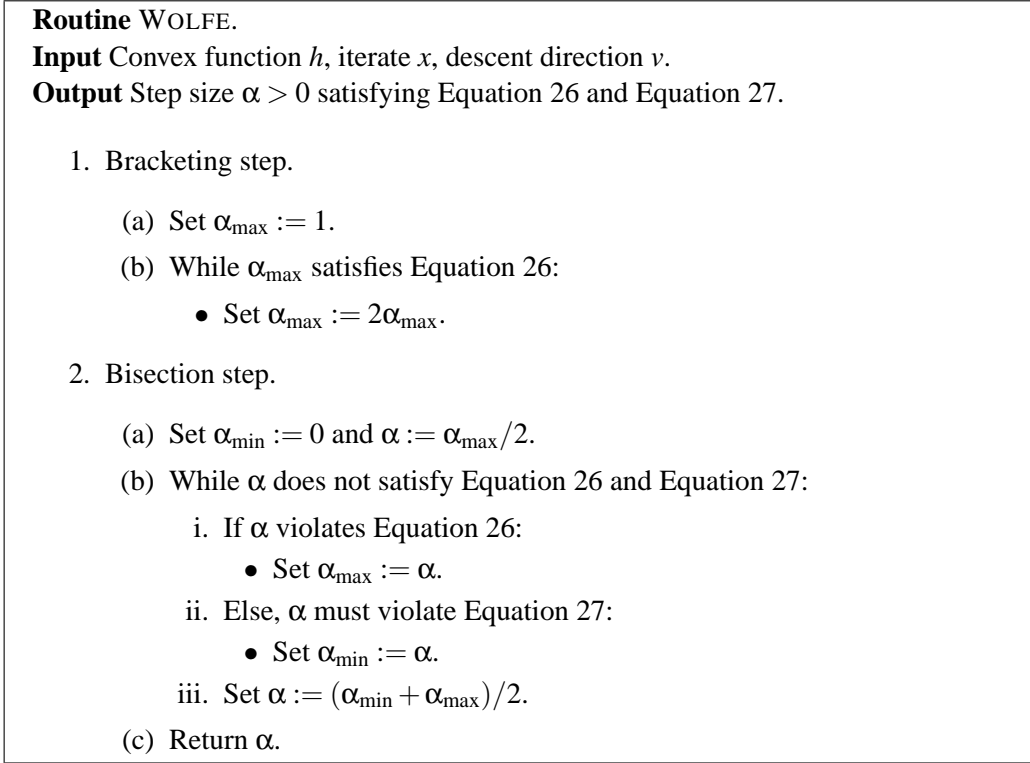 Routine WOLFE.
Input Convex function h, iterate x, descent direction v.
Output Step size α > 0 satisfying Equation 26 and Equation 27.
1. Bracketing step.
(a) Set αmax := 1.
(b) While αmax satisfies Equation 26:
• Set αmax := 2αmax.
2. Bisection step.
(a) Set αmin := 0 and α := αmax/2.
(b) While α does not satisfy Equation 26 and Equation 27:
i. If α violates Equation 26:
• Set αmax := α.
ii. Else, α must violate Equation 27:
• Set αmin := α.
iii. Set α := (αmin + αmax)/2.
(c) Return α.